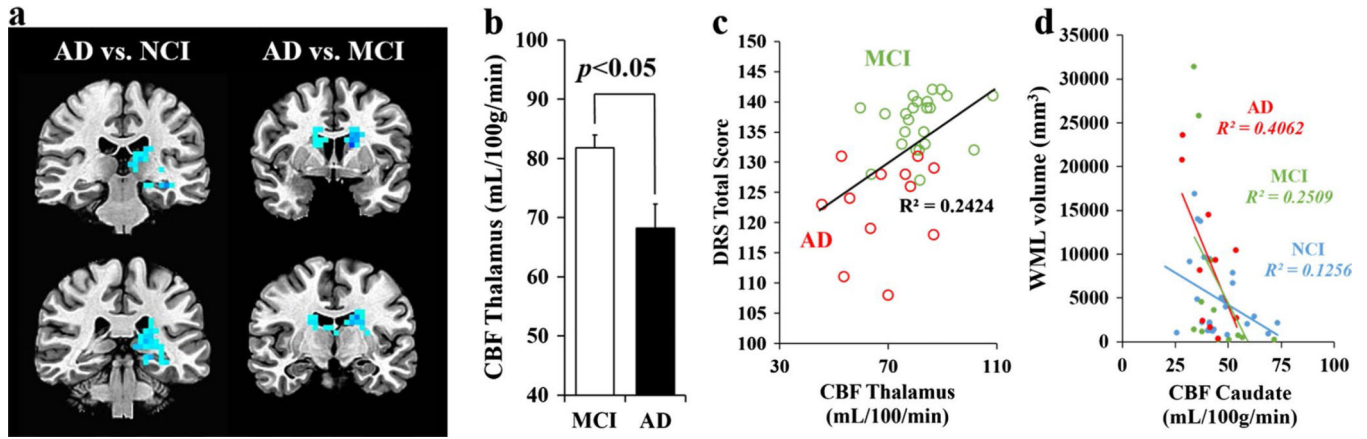 a
AD vs. NCI
AD vs. MCI
b
CBF Thalamus (mL/100g/min)
100
90
80
70
60
50
40
p<0.05
MCI
AD
c
DRS Total Score
150
145
140
135
130
125
120
115
110
105
100
MCI
AD
R² = 0.2424
30
70
110
CBF Thalamus
(mL/100/min)
d
WML volume (mm³)
35000
30000
25000
20000
15000
10000
5000
0
AD
R² = 0.4062
MCI
R² = 0.2509
NCI
R² = 0.1256
0
25
50
75
100
CBF Caudate
(mL/100g/min)